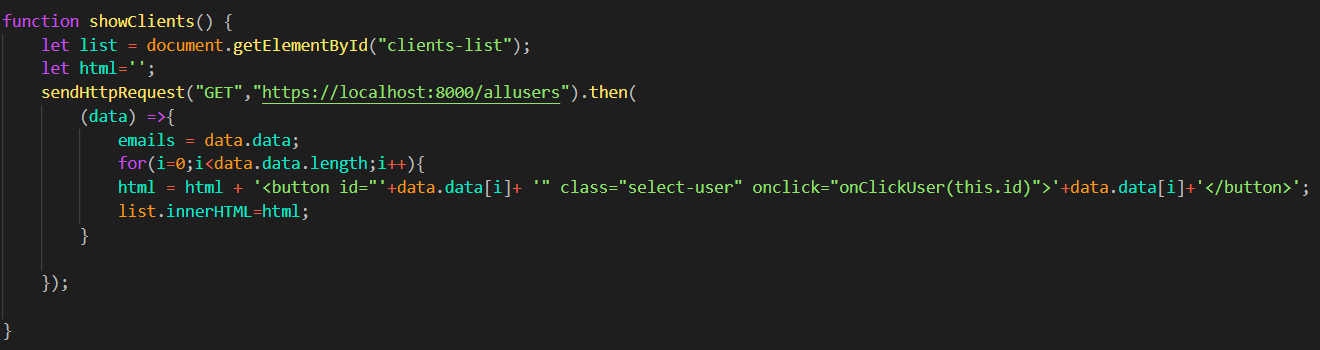 function showClients() {
    let list = document.getElementById("clients-list");
    let html='';
    sendHttpRequest("GET","https://localhost:8000/allusers").then(
        (data) =>{
            emails = data.data;
            for(i=0;i<data.data.length;i++){
            html = html + '<button id="'+data.data[i]+ '" class="select-user" onclick="onClickUser(this.id)">'+data.data[i]+'</button>';
            list.innerHTML=html;
        }
    });
}